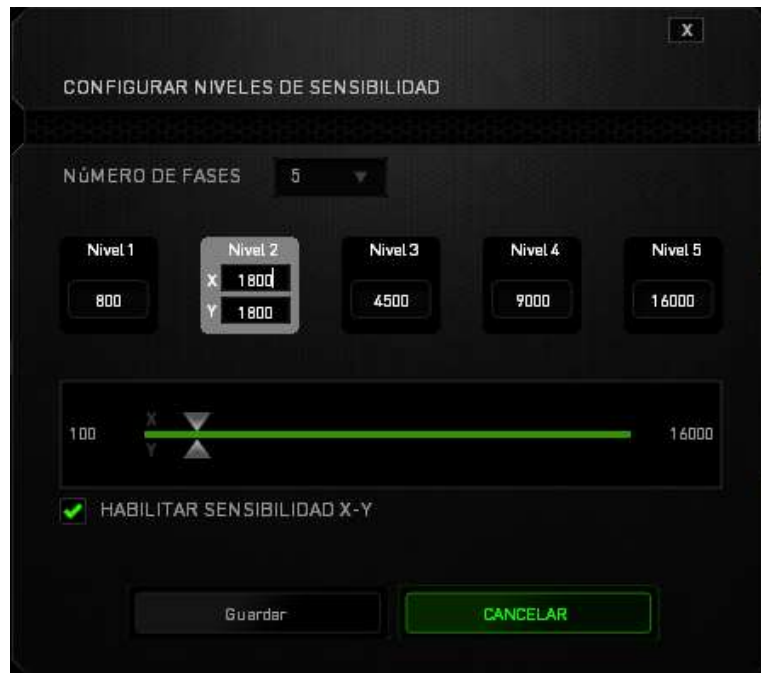 X
CONFIGURAR NIVELES DE SENSIBILIDAD
NúMERO DE FASES 5
Nivel 1 Nivel 2 Nivel 3 Nivel 4 Nivel 5
X 1800
800 4500 9000 16000
Y 1800
X
100 16000
Y
HABILITAR SENSIBILIDAD X-Y
Guardar CANCELAR